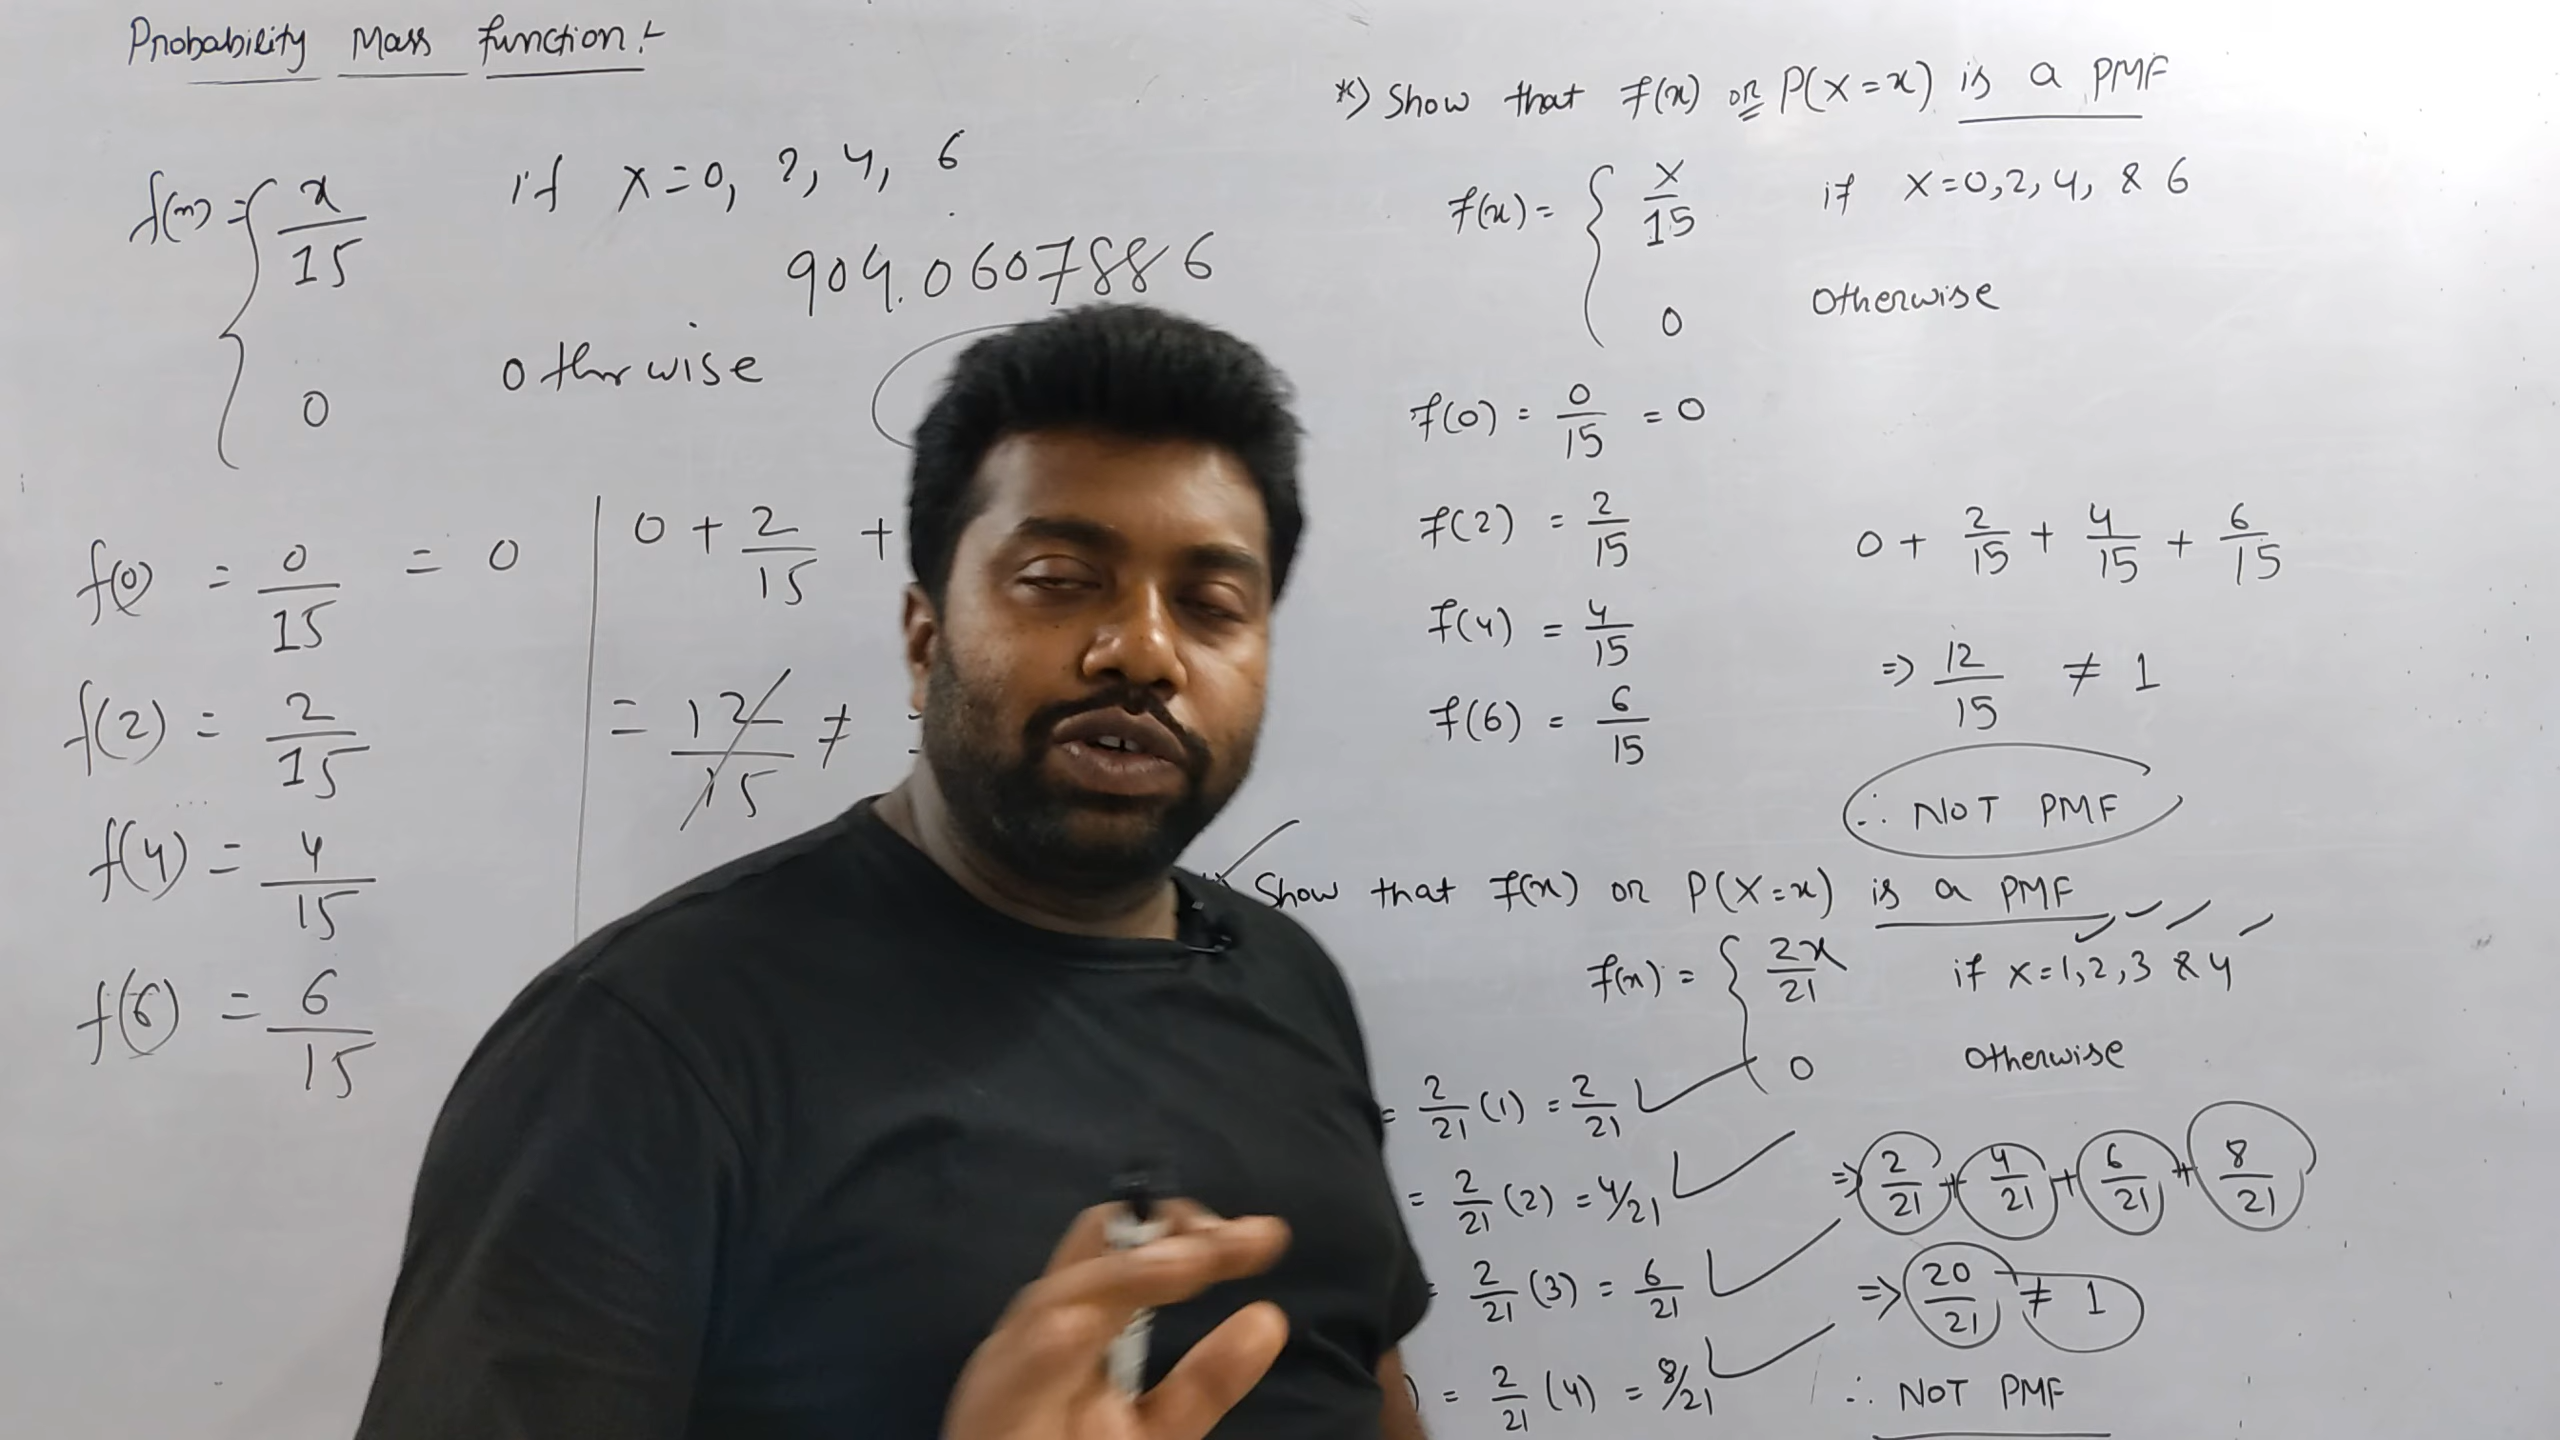 Probability Mass function :-
f(x) = { x/15 if x=0, 2, 4, 6
904.0607886
0 otherwise
f(0) = 0/15 = 0
f(2) = 2/15
f(4) = 4/15
f(6) = 6/15
0 + 2/15 +
= 12/15 ≠
*) Show that f(x) or P(X=x) is a PMF
f(x) = { x/15 if x=0,2,4, & 6
0 Otherwise
f(0) = 0/15 = 0
f(2) = 2/15
f(4) = 4/15
f(6) = 6/15
0 + 2/15 + 4/15 + 6/15
=> 12/15 ≠ 1
∴ NOT PMF
Show that f(x) or P(X=x) is a PMF
f(x) = { 2x/21 if x=1,2,3 & 4
0 Otherwise
= 2/21 (1) = 2/21
= 2/21 (2) = 4/21
= 2/21 (3) = 6/21
) = 2/21 (4) = 8/21
=> 2/21 + 4/21 + 6/21 + 8/21
=> 20/21 ≠ 1
∴ NOT PMF